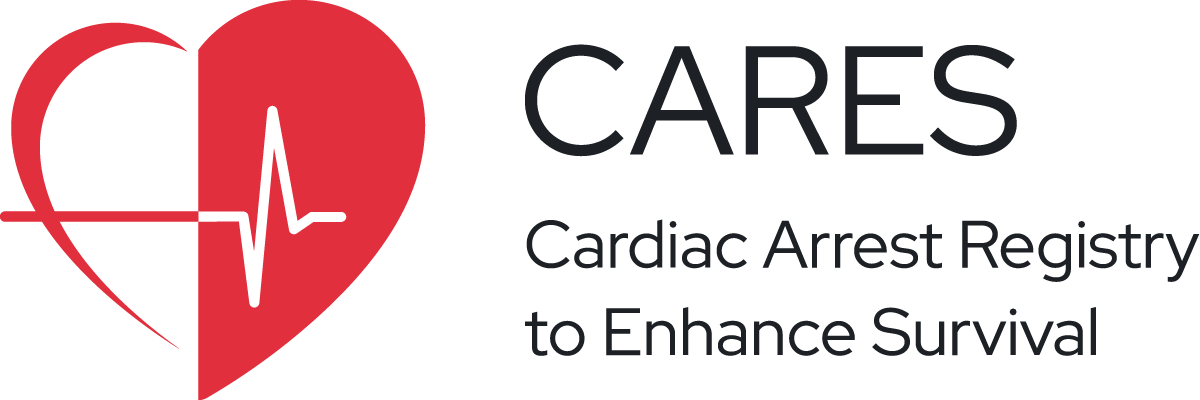 CARES
Cardiac Arrest Registry
to Enhance Survival